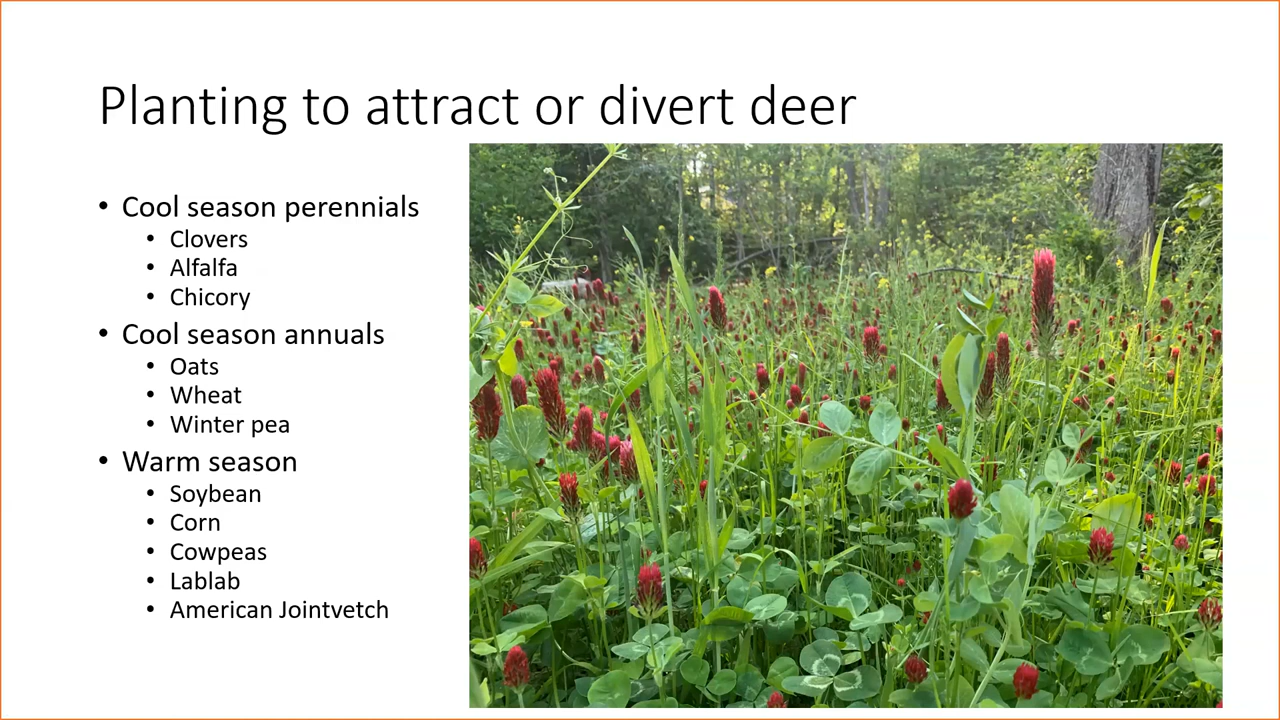 Planting to attract or divert deer
• Cool season perennials
• Clovers
• Alfalfa
• Chicory
• Cool season annuals
• Oats
• Wheat
• Winter pea
• Warm season
• Soybean
• Corn
• Cowpeas
• Lablab
• American Jointvetch